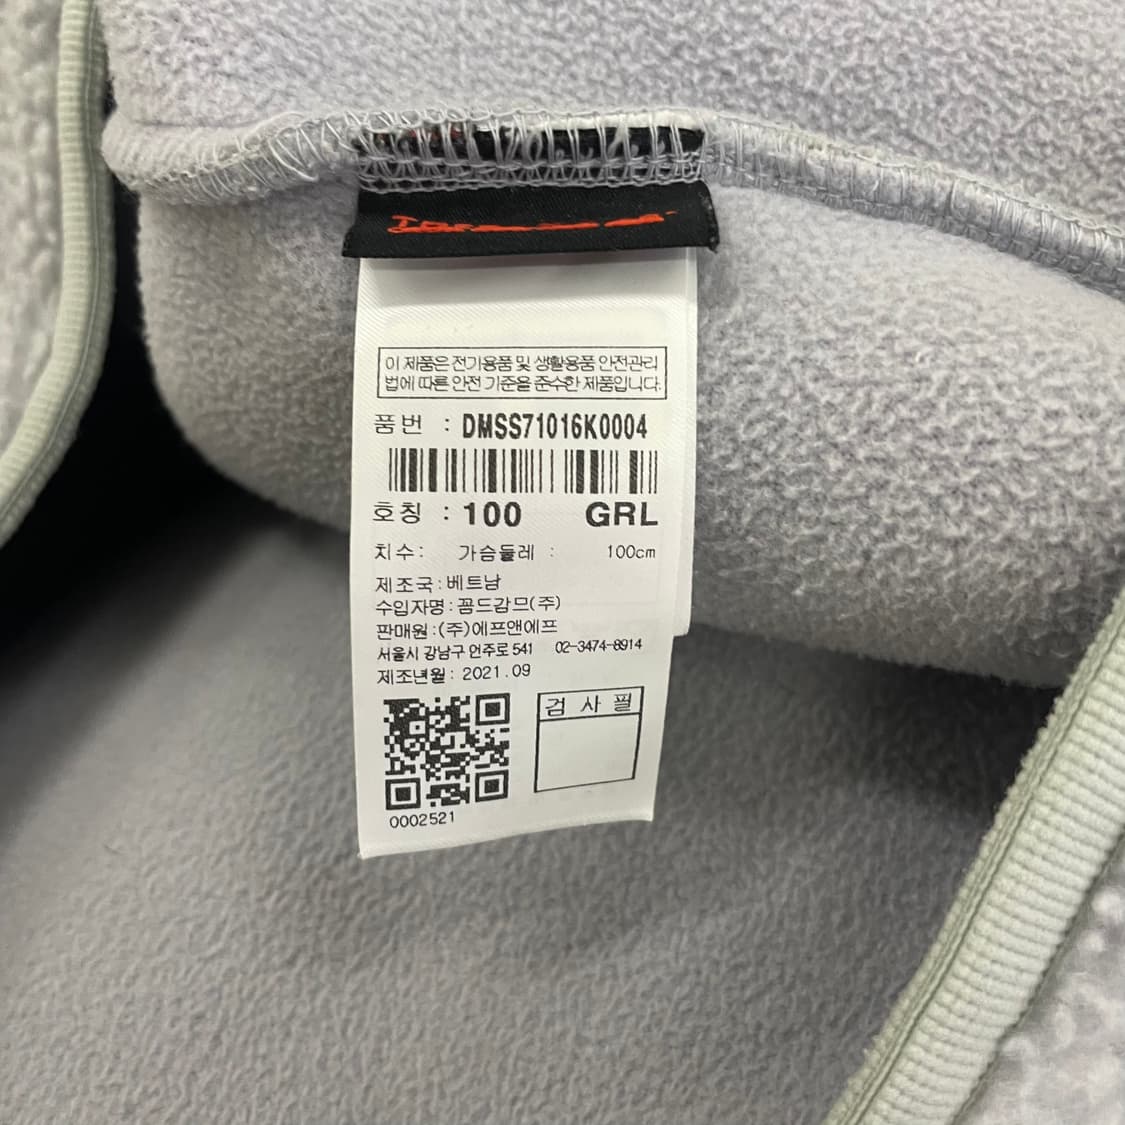 이 제품은 전기용품 및 생활용품 안전관리
법에 따른 안전 기준을 준수한 제품입니다.
품번 : DMSS71016K0004
호칭 : 100 GRL
치수: 가슴둘레 : 100cm
제조국:베트남
수입자명:꼼드감므(주)
판매원:(주)에프앤에프
서울시 강남구 언주로 541 02-3474-8914
제조년월: 2021.09
검 사 필
0002521